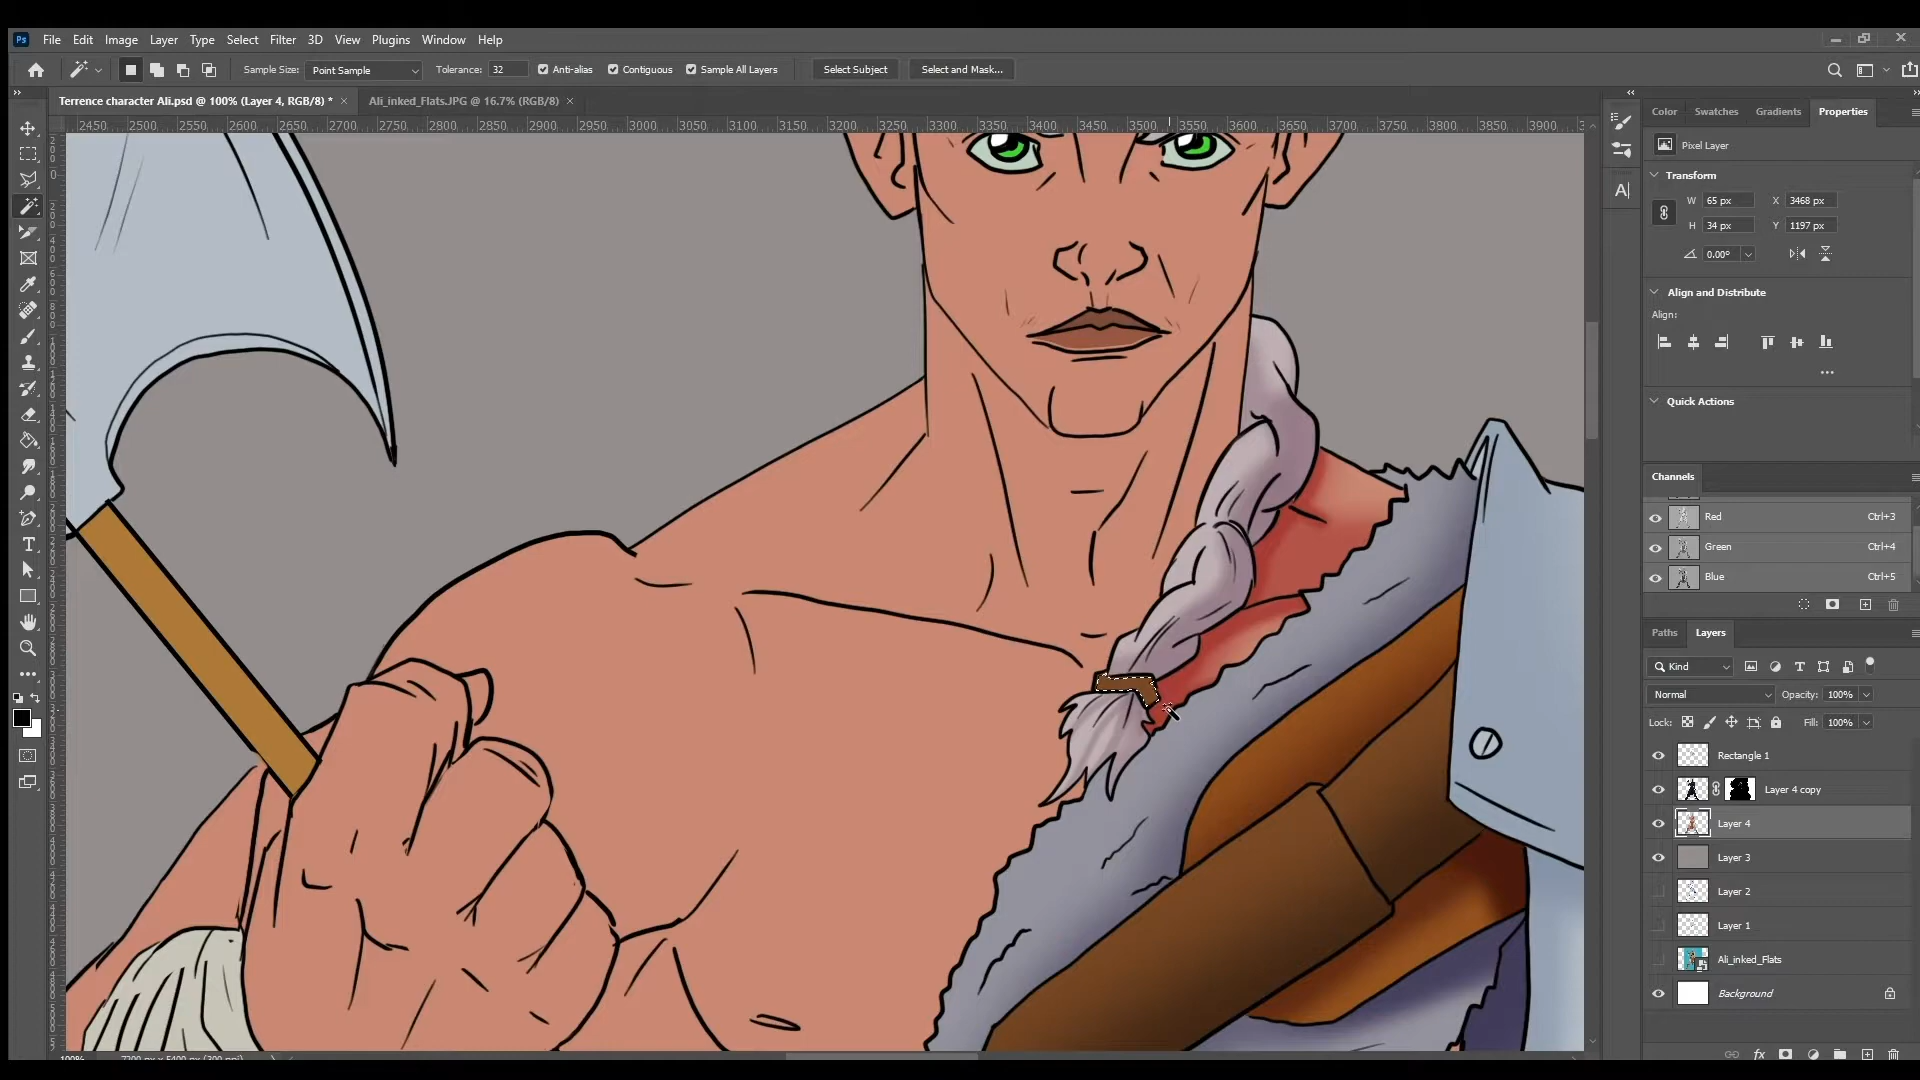 Ps File Edit Image Layer Type Select Filter 3D View Plugins Window Help
Sample Size: Point Sample Tolerance: 32 Anti-alias Contiguous Sample All Layers Select Subject Select and Mask...
Terrence character Ali.psd @ 100% (Layer 4, RGB/8) * × Ali_inked_Flats.JPG @ 16.7% (RGB/8) ×
2450 2500 2550 2600 2650 2700 2750 2800 2850 2900 2950 3000 3050 3100 3150 3200 3250 3300 3350 3400 3450 3500 3550 3600 3650 3700 3750 3800 3850 3900
Color Swatches Gradients Properties
Pixel Layer
Transform
W 65 px X 3468 px
H 34 px Y 1197 px
0.00°
Align and Distribute
Align:
...
Quick Actions
Channels
Red Ctrl+3
Green Ctrl+4
Blue Ctrl+5
Paths Layers
Kind
Normal Opacity: 100%
Lock: Fill: 100%
Rectangle 1
Layer 4 copy
Layer 4
Layer 3
Layer 2
Layer 1
Ali_inked_Flats
Background
fx